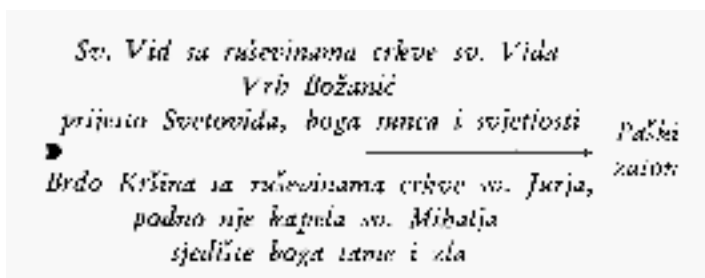 Sv. Vid sa ruševinama crkve sv. Vida
Vrh Božanić
prijesto Svetovida, boga sunca i svjetlosti
Paški
zaton
Brdo Kršina sa ruševinama crkve sv. Jurja,
podno nje kapela sv. Mihalja
sjedište boga tame i zla